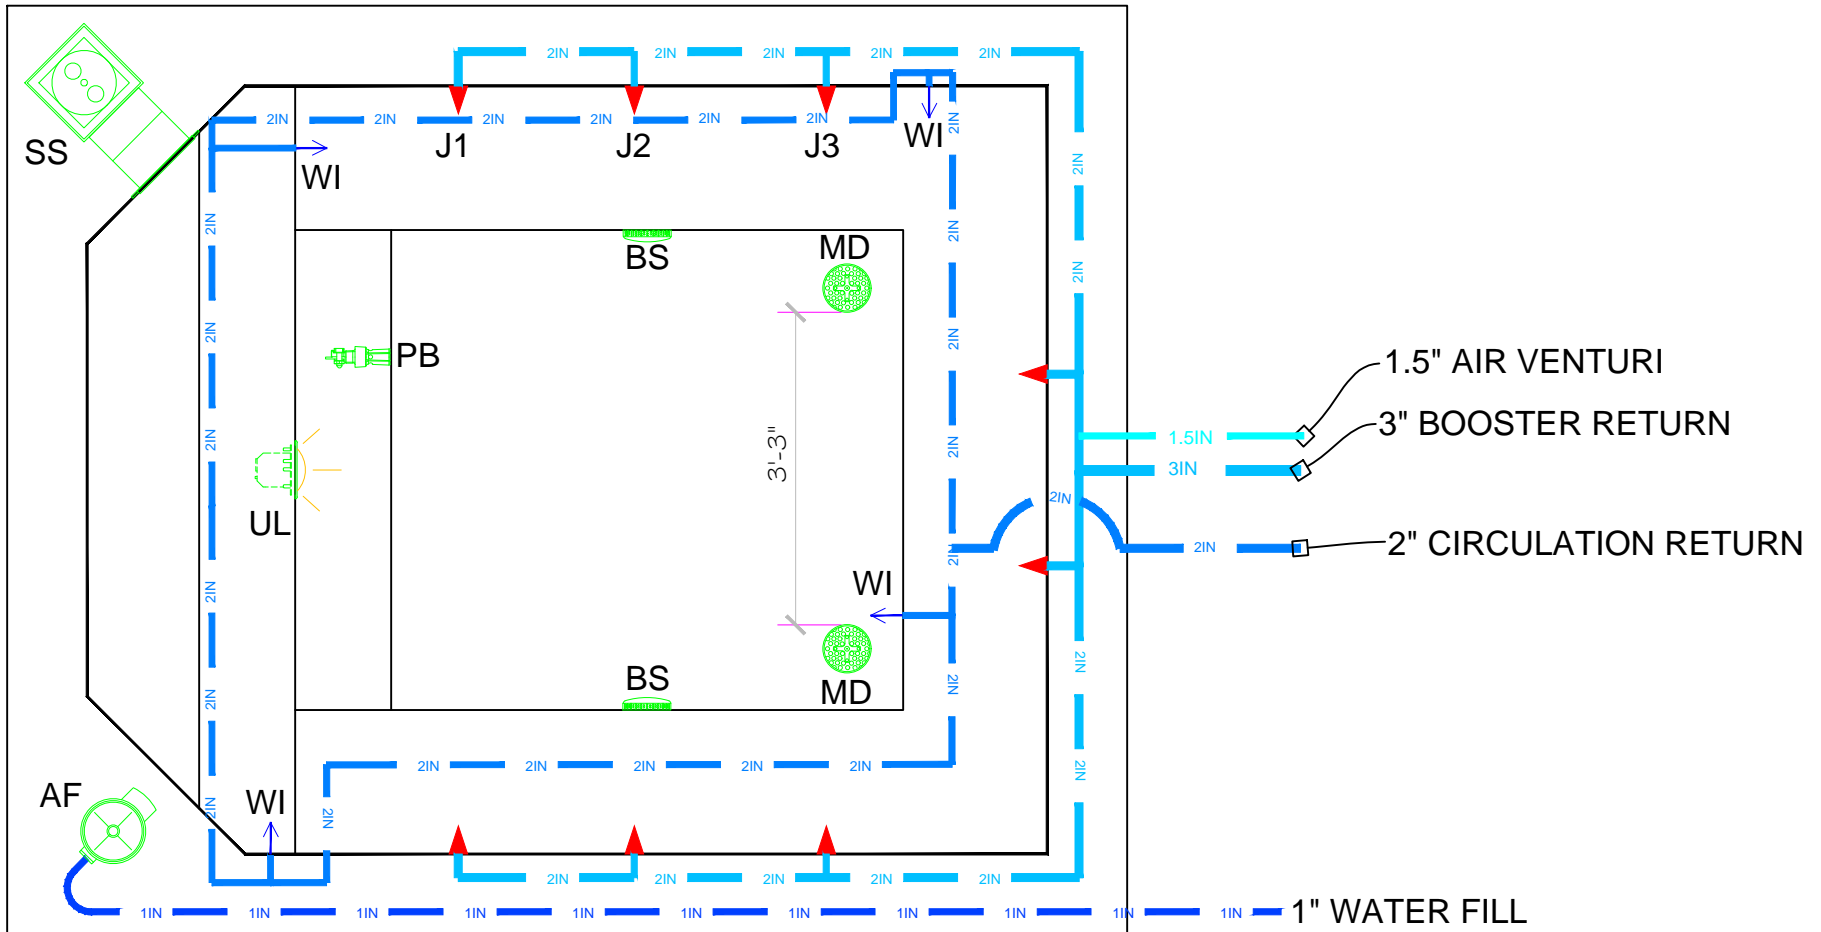 2IN 2IN 2IN 2IN 2IN
SS
2IN 2IN 2IN 2IN 2IN 2IN
J1 J2 J3 WI 2IN
WI
2IN
2IN 2IN
BS MD
2IN
2IN 2IN
PB
1.5" AIR VENTURI
3" BOOSTER RETURN
3'-3"
2IN 2IN
1.5IN
3IN
UL
2IN
2IN
2" CIRCULATION RETURN
2IN
2IN
WI
2IN
BS
MD
2IN 2IN
2IN 2IN 2IN 2IN 2IN
2IN
AF
WI
2IN 2IN
2IN 2IN 2IN 2IN 2IN
1IN 1IN 1IN 1IN 1IN 1IN 1IN 1IN 1IN 1IN 1IN
1" WATER FILL